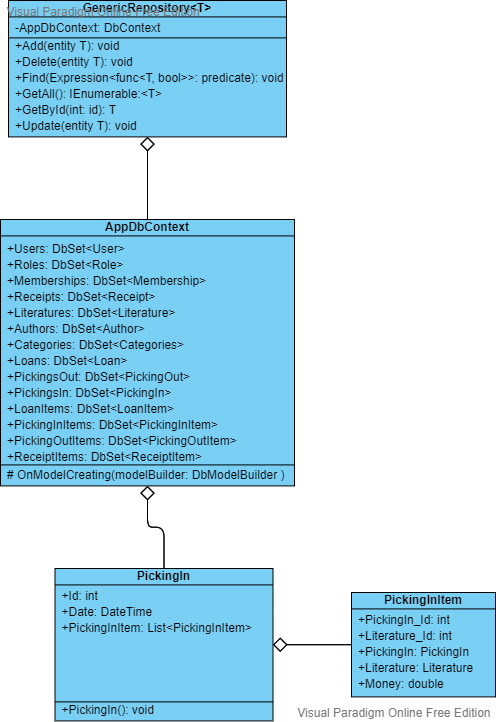 Visual Paradigm Online Free Edition
GenericRepository<T>
-AppDbContext: DbContext
+Add(entity T): void
+Delete(entity T): void
+Find(Expression<func<T, bool>>: predicate): void
+GetAll(): IEnumerable:<T>
+GetById(int: id): T
+Update(entity T): void
AppDbContext
+Users: DbSet<User>
+Roles: DbSet<Role>
+Memberships: DbSet<Membership>
+Receipts: DbSet<Receipt>
+Literatures: DbSet<Literature>
+Authors: DbSet<Author>
+Categories: DbSet<Categories>
+Loans: DbSet<Loan>
+PickingsOut: DbSet<PickingOut>
+PickingsIn: DbSet<PickingIn>
+LoanItems: DbSet<LoanItem>
+PickingInItems: DbSet<PickingInItem>
+PickingOutItems: DbSet<PickingOutItem>
+ReceiptItems: DbSet<ReceiptItem>
# OnModelCreating(modelBuilder: DbModelBuilder )
PickingIn
+Id: int
+Date: DateTime
+PickingInItem: List<PickingInItem>
+PickingIn(): void
PickingInItem
+PickingIn_Id: int
+Literature_Id: int
+PickingIn: PickingIn
+Literature: Literature
+Money: double
Visual Paradigm Online Free Edition